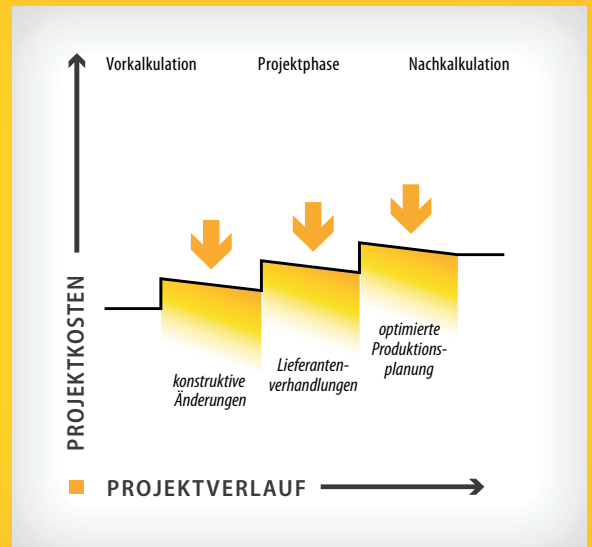 Vorkalkulation
Projektphase
Nachkalkulation
PROJEKTKOSTEN
konstruktive
Änderungen
Lieferanten-
verhandlungen
optimierte
Produktions-
planung
PROJEKTVERLAUF